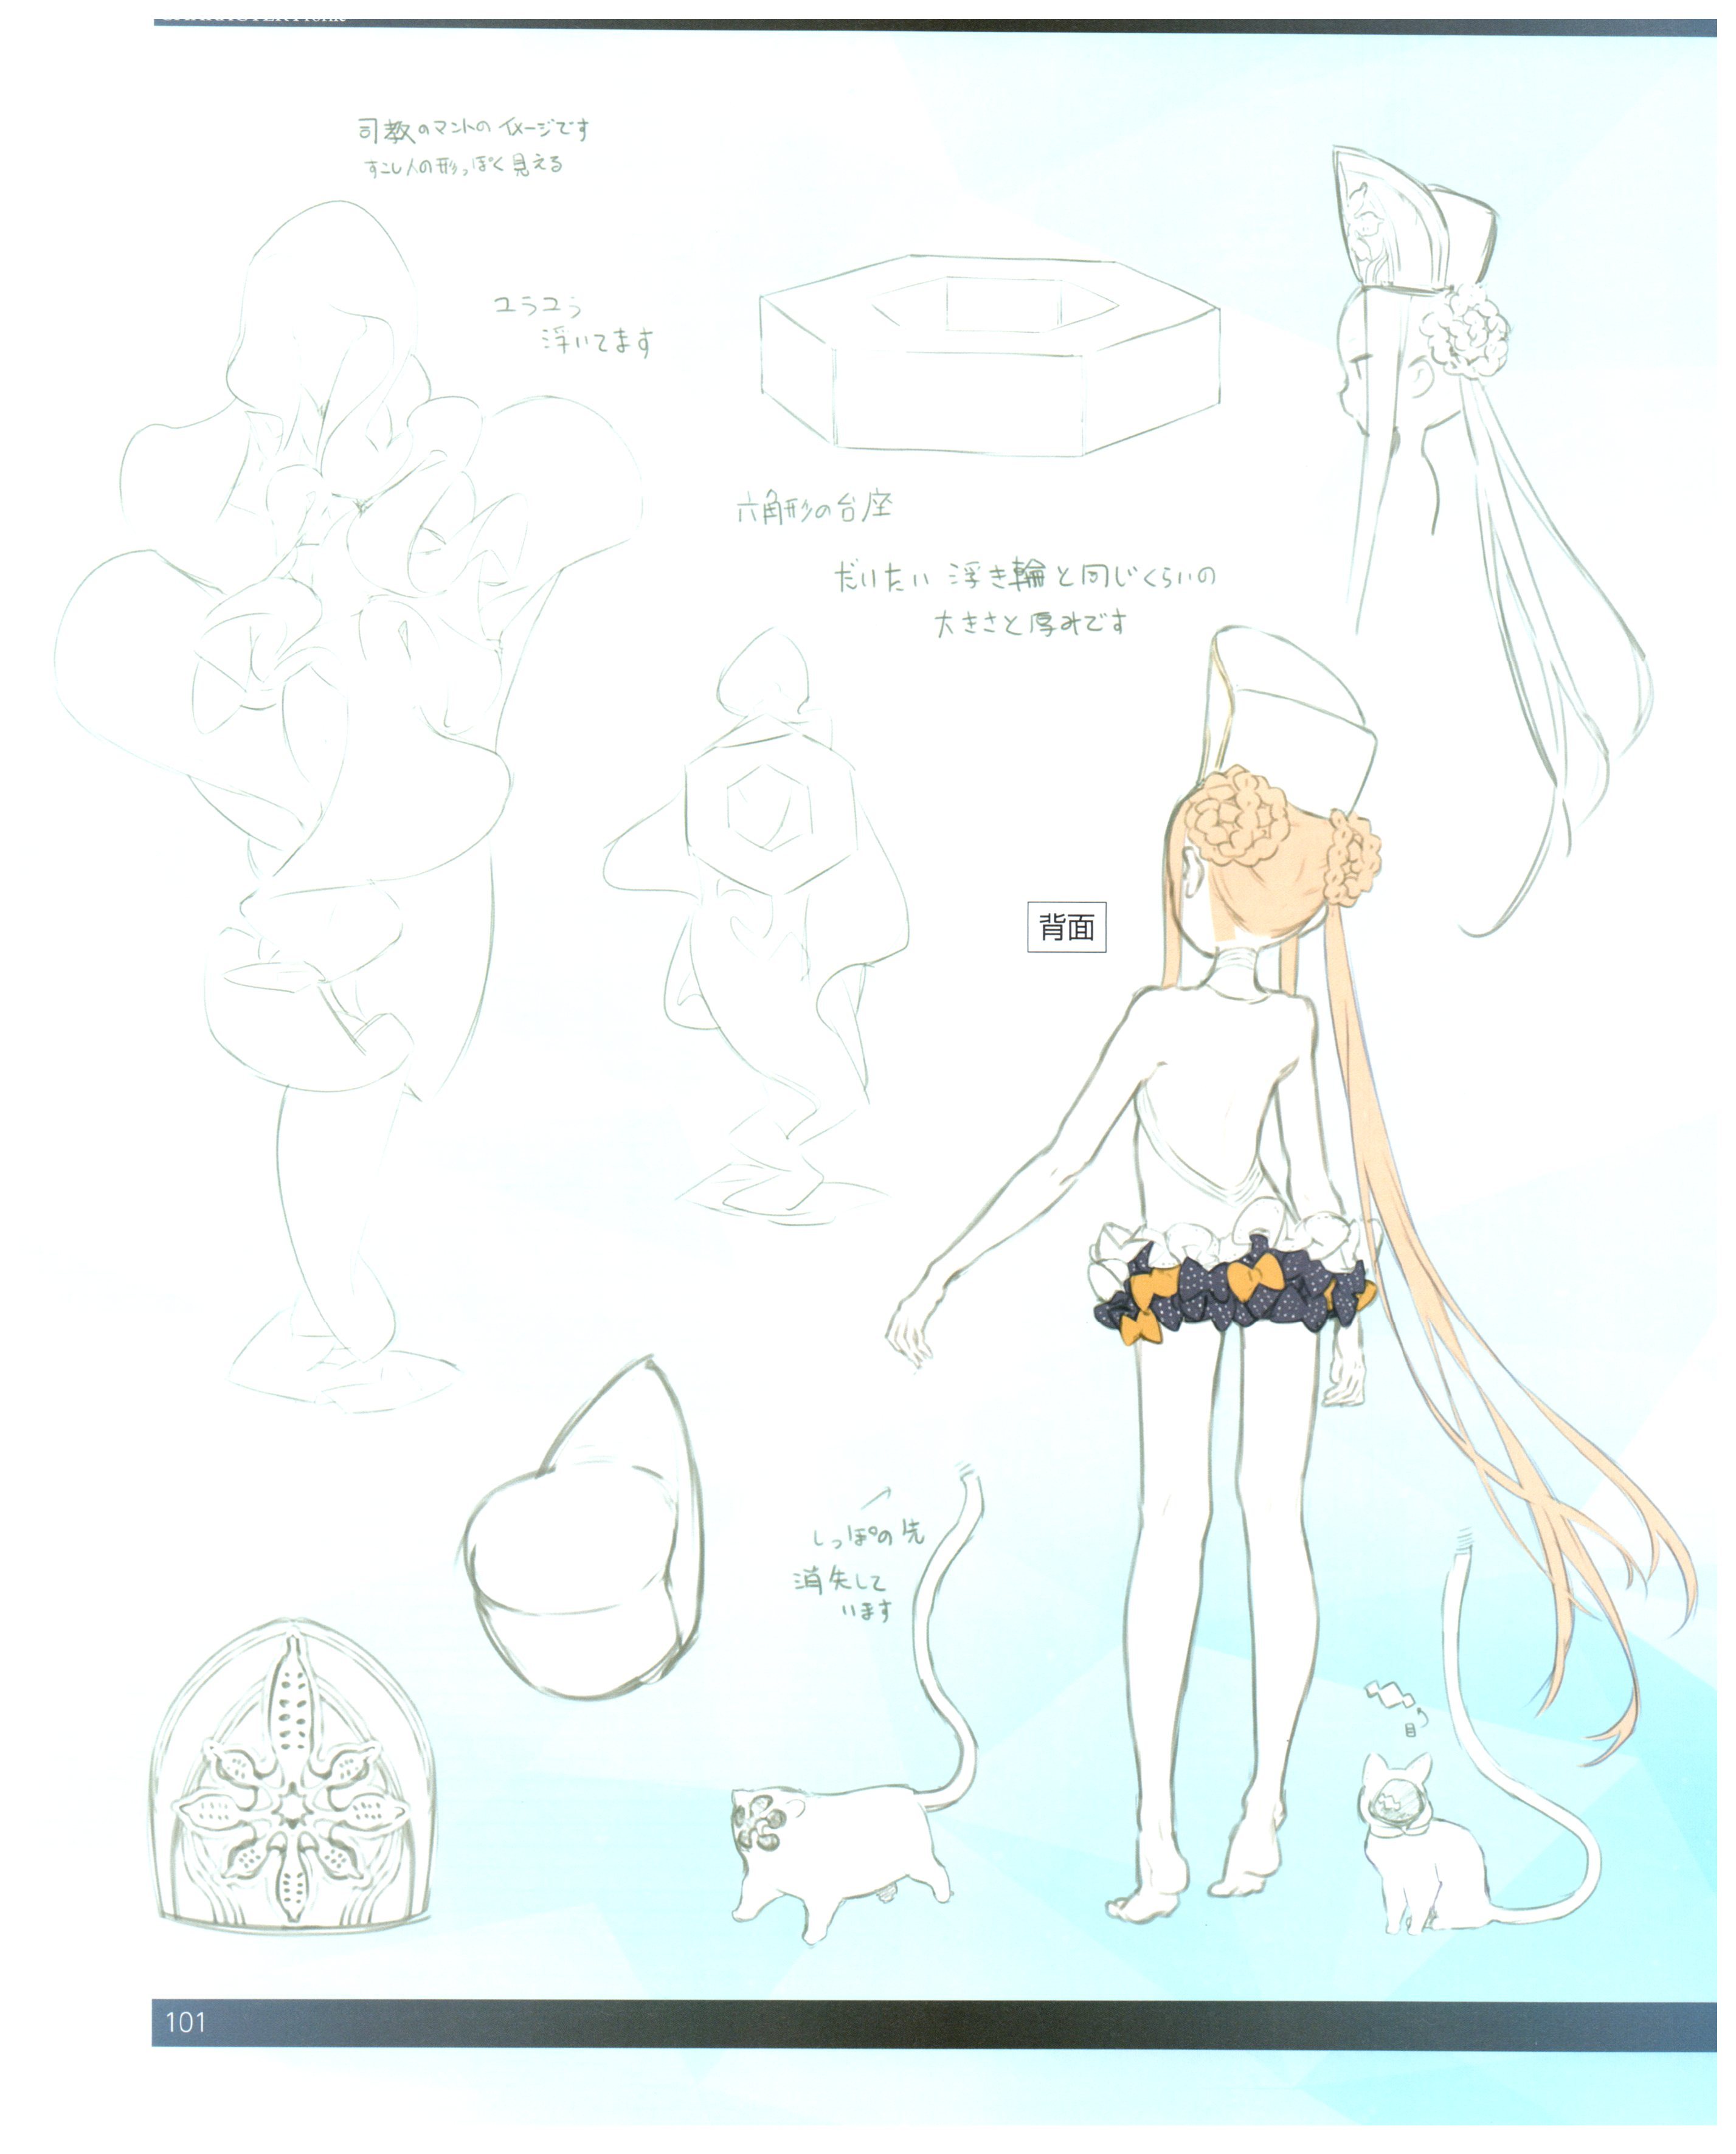 CHARACTER Profile
司教のマントのイメージです
すこし人の形っぽく見える
ユラユラ
浮いてます
六角形の台座
だいたい 浮き輪と同じくらいの
大きさと厚みです
背面
しっぽの先
消失して
います
目
101